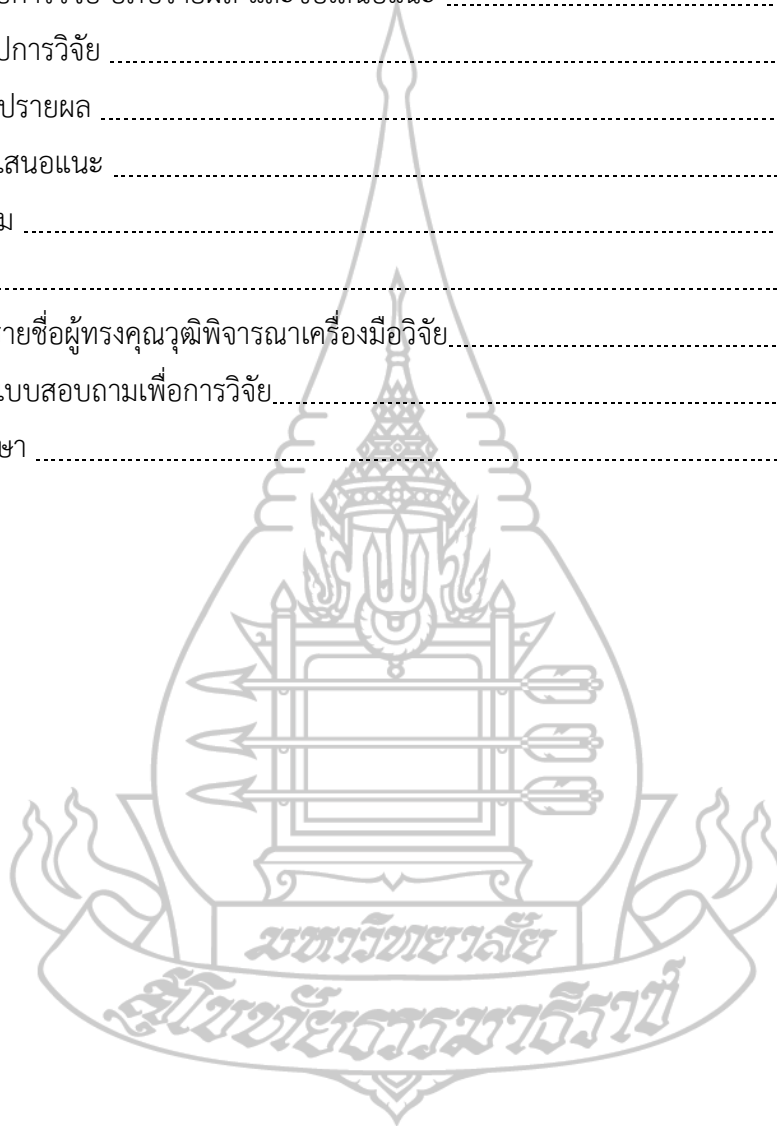 การวิจัย อภิปรายผล และข้อเสนอแนะ
ปการวิจัย
ปรายผล
เสนอแนะ
ม
รายชื่อผู้ทรงคุณวุฒิพิจารณาเครื่องมือวิจัย
แบบสอบถามเพื่อการวิจัย
ษา
มหาวิทยาลัย
สุโขทัยธรรมาธิราช